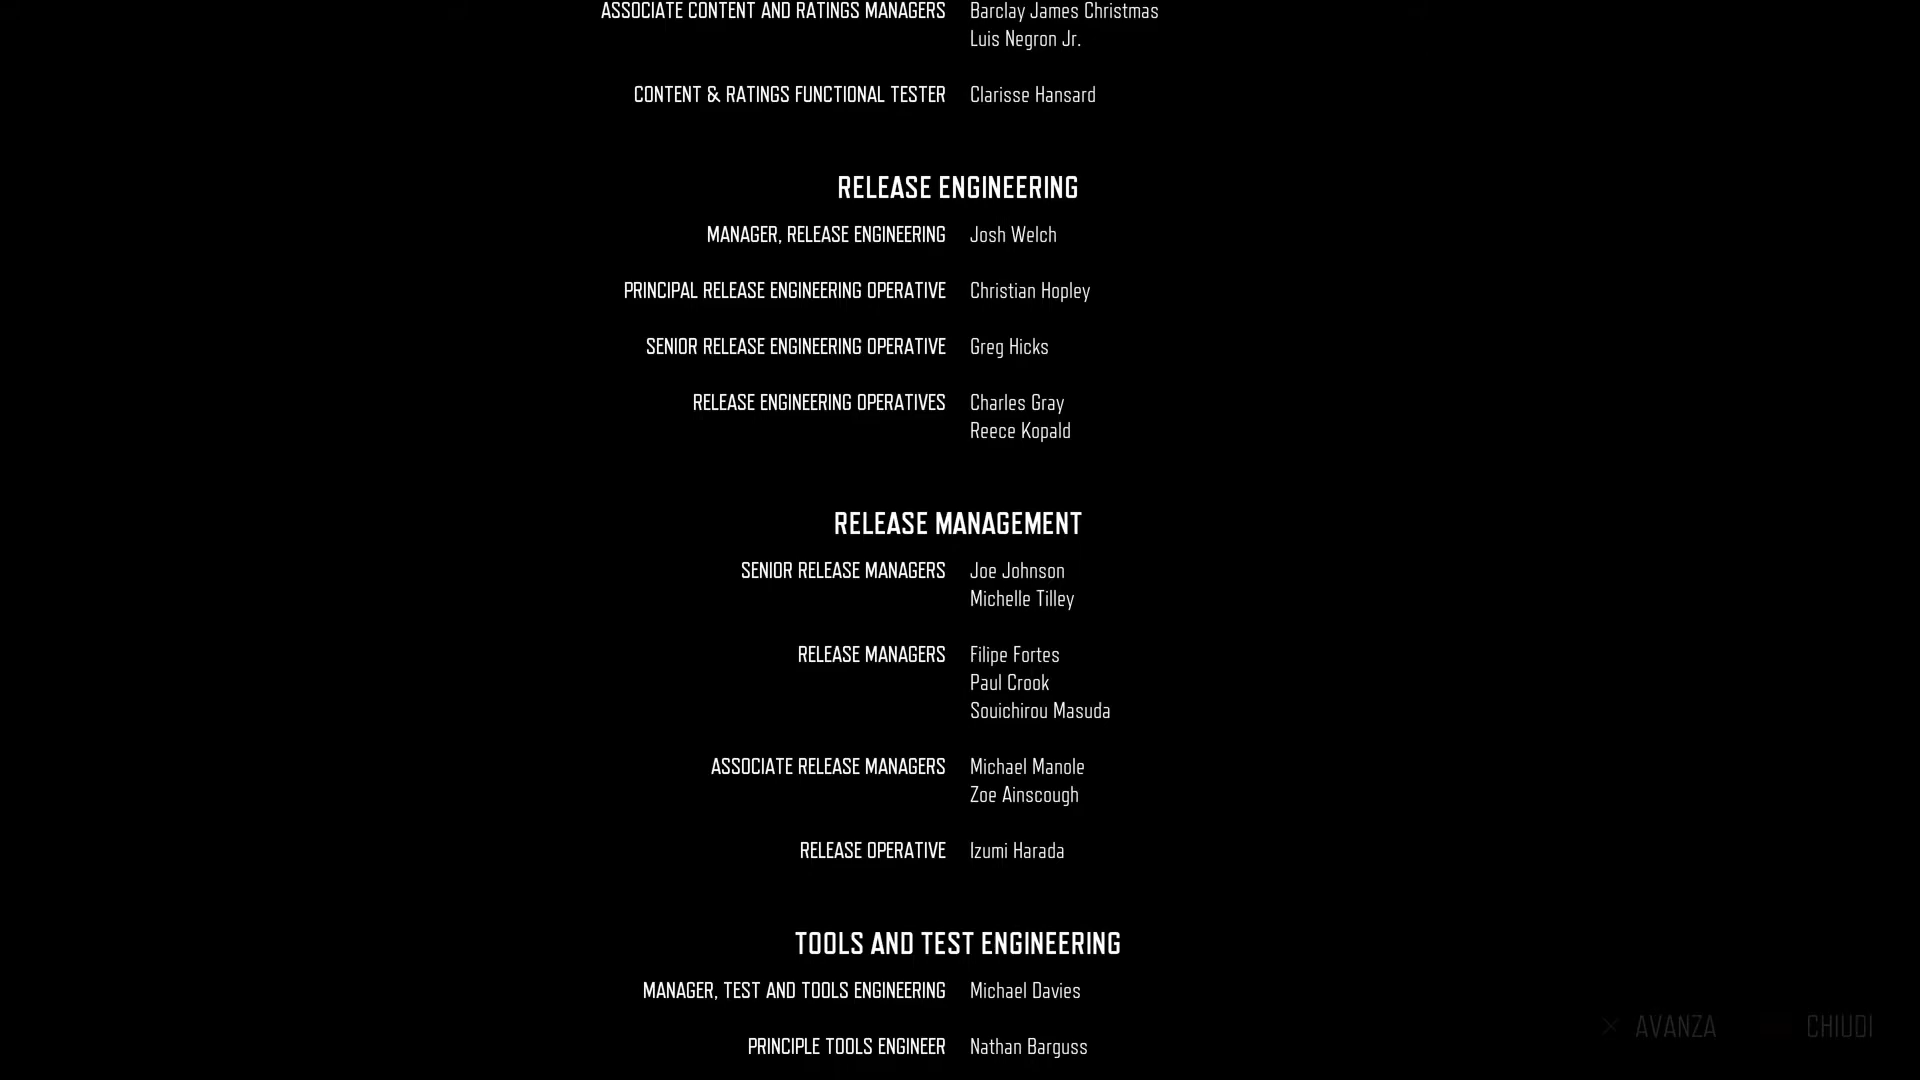 ASSOCIATE CONTENT AND RATINGS MANAGERS Barclay James Christmas
Luis Negron Jr.
CONTENT & RATINGS FUNCTIONAL TESTER Clarisse Hansard
RELEASE ENGINEERING
MANAGER, RELEASE ENGINEERING Josh Welch
PRINCIPAL RELEASE ENGINEERING OPERATIVE Christian Hopley
SENIOR RELEASE ENGINEERING OPERATIVE Greg Hicks
RELEASE ENGINEERING OPERATIVES Charles Gray
Reece Kopald
RELEASE MANAGEMENT
SENIOR RELEASE MANAGERS Joe Johnson
Michelle Tilley
RELEASE MANAGERS Filipe Fortes
Paul Crook
Souichirou Masuda
ASSOCIATE RELEASE MANAGERS Michael Manole
Zoe Ainscough
RELEASE OPERATIVE Izumi Harada
TOOLS AND TEST ENGINEERING
MANAGER, TEST AND TOOLS ENGINEERING Michael Davies
PRINCIPLE TOOLS ENGINEER Nathan Barguss
AVANZA CHIUDI